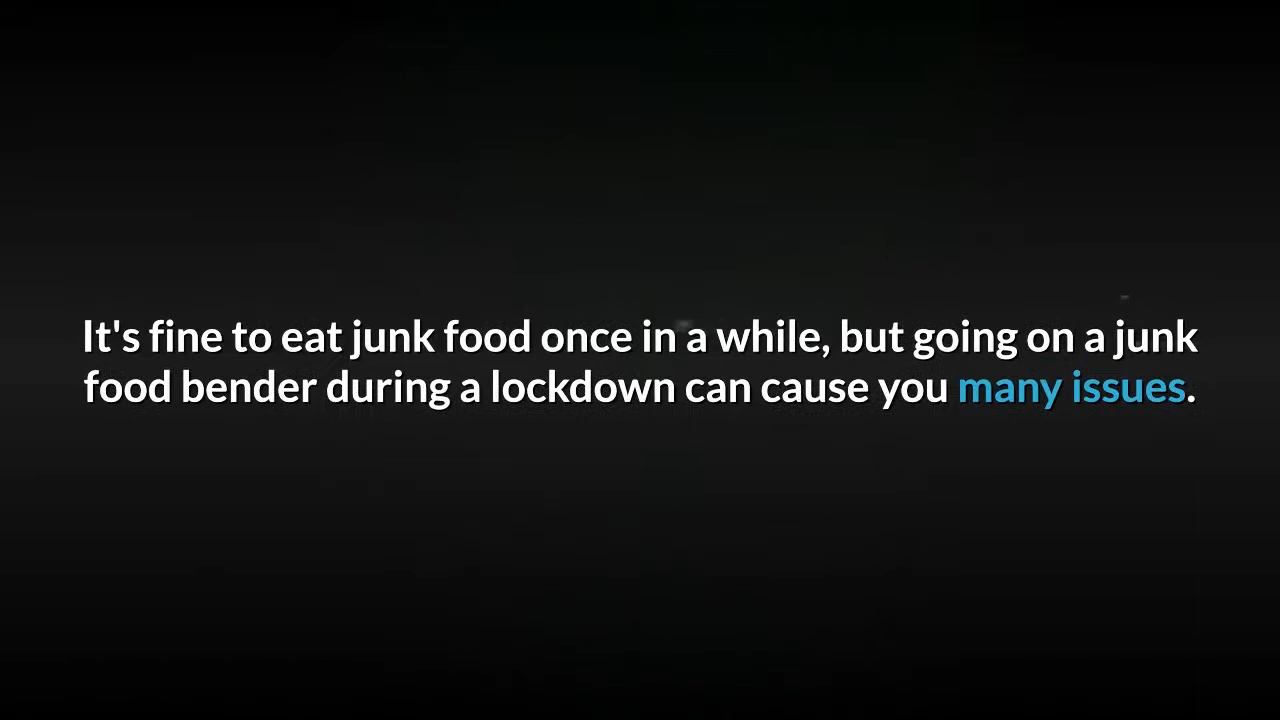 It's fine to eat junk food once in a while, but going on a junk
food bender during a lockdown can cause you many issues.